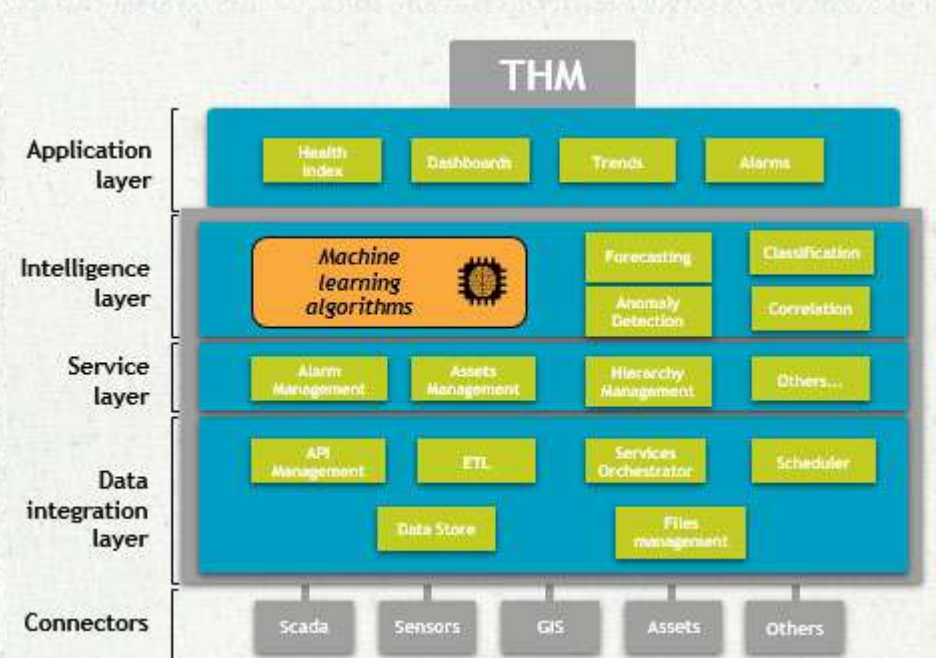 THM
Application
layer
Health
Index
Dashboards
Trends
Alarms
Intelligence
layer
Machine
learning
algorithms
Forecasting
Classification
Anomaly
Detection
Correlation
Service
layer
Alarm
Management
Assets
Management
Hierarchy
Management
Others...
Data
integration
layer
API
Management
ETL
Services
Orchestrator
Scheduler
Data Store
Files
management
Connectors
Scada
Sensors
GIS
Assets
Others